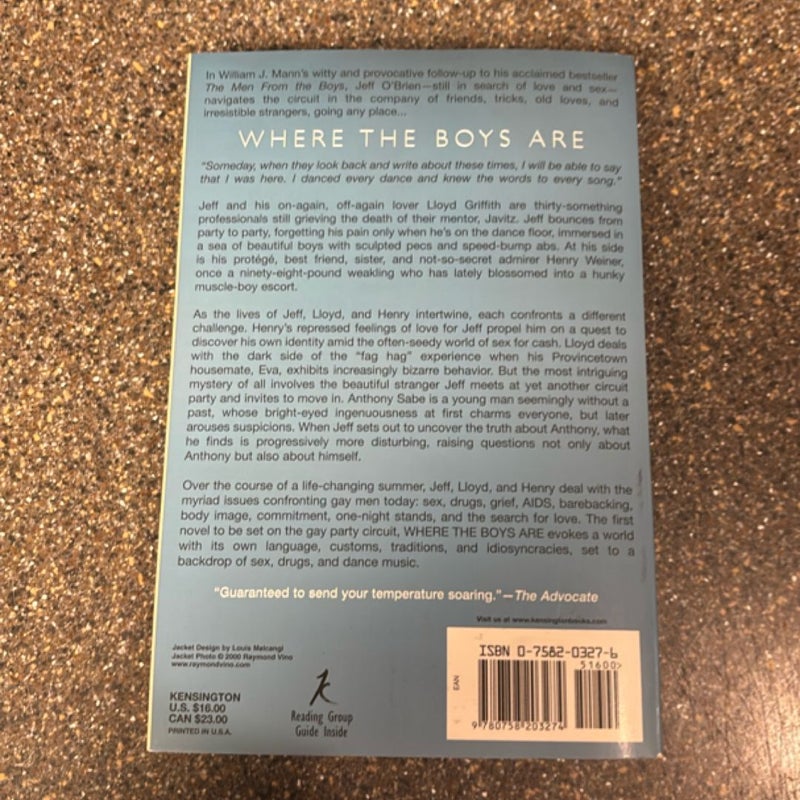 In William J. Mann's witty and provocative follow-up to his acclaimed bestseller
The Men From the Boys, Jeff O'Brien—still in search of love and sex—
navigates the circuit in the company of friends, tricks, old loves, and
irresistible strangers, going any place...
WHERE THE BOYS ARE
"Someday, when they look back and write about these times, I will be able to say
that I was here. I danced every dance and knew the words to every song."
Jeff and his on-again, off-again lover Lloyd Griffith are thirty-something
professionals still grieving the death of their mentor, Javitz. Jeff bounces from
party to party, forgetting his pain only when he's on the dance floor, immersed in
a sea of beautiful boys with sculpted pecs and speed-bump abs. At his side
is his protégé, best friend, sister, and not-so-secret admirer Henry Weiner,
once a ninety-eight-pound weakling who has lately blossomed into a hunky
muscle-boy escort.
As the lives of Jeff, Lloyd, and Henry intertwine, each confronts a different
challenge. Henry's repressed feelings of love for Jeff propel him on a quest to
discover his own identity amid the often-seedy world of sex for cash. Lloyd deals
with the dark side of the "fag hag" experience when his Provincetown
housemate, Eva, exhibits increasingly bizarre behavior. But the most intriguing
mystery of all involves the beautiful stranger Jeff meets at yet another circuit
party and invites to move in. Anthony Sabe is a young man seemingly without a
past, whose bright-eyed ingenuousness at first charms everyone, but later
arouses suspicions. When Jeff sets out to uncover the truth about Anthony, what
he finds is progressively more disturbing, raising questions not only about
Anthony but also about himself.
Over the course of a life-changing summer, Jeff, Lloyd, and Henry deal with the
myriad issues confronting gay men today: sex, drugs, grief, AIDS, barebacking,
body image, commitment, one-night stands, and the search for love. The first
novel to be set on the gay party circuit, WHERE THE BOYS ARE evokes a world
with its own language, customs, traditions, and idiosyncracies, set to a
backdrop of sex, drugs, and dance music.
"Guaranteed to send your temperature soaring."—The Advocate
Visit us at www.kensingtonbooks.com
Jacket Design by Louis Malcangi
Jacket Photo © 2000 Raymond Vino
www.raymondvino.com
KENSINGTON
U.S. $16.00
CAN $23.00
PRINTED IN U.S.A.
K
Reading Group
Guide Inside
ISBN 0-7582-0327-6
51600>
EAN
9 780758 203274